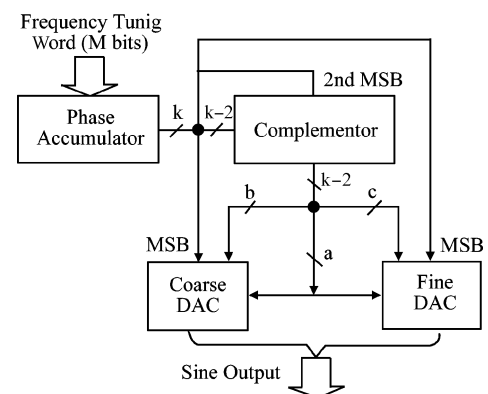 Frequency Tunig
Word (M bits)
Phase
Accumulator
k
k-2
2nd MSB
Complementor
k-2
b
c
a
MSB
MSB
Coarse
DAC
Fine
DAC
Sine Output